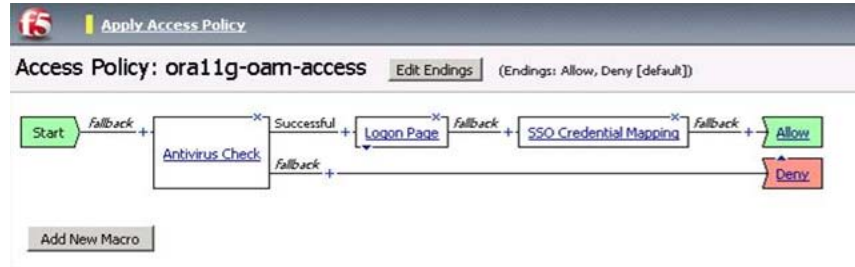 f5
Apply Access Policy
Access Policy: ora11g-oam-access Edit Endings (Endings: Allow, Deny [default])
Start fallback + Antivirus Check × Successful + Logon Page × fallback + SSO Credential Mapping × fallback + Allow
fallback + Deny
Add New Macro